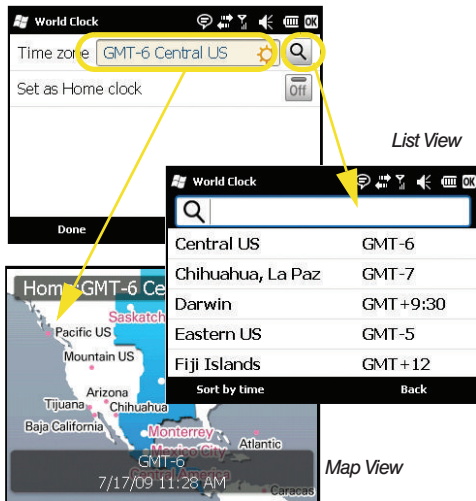 World Clock
OK
Time zone GMT-6 Central US
Set as Home clock Off
Done
List View
World Clock
OK
Central US GMT-6
Chihuahua, La Paz GMT-7
Darwin GMT+9:30
Eastern US GMT-5
Fiji Islands GMT+12
Sort by time Back
Home:GMT-6 Ce
Saskatch
Pacific US
Mountain US
Arizona
Tijuana
Chihuahua
Baja California
Monterrey
Mexico City
Atlantic
Central America
GMT-6
7/17/09 11:28 AM
Caracas
Map View